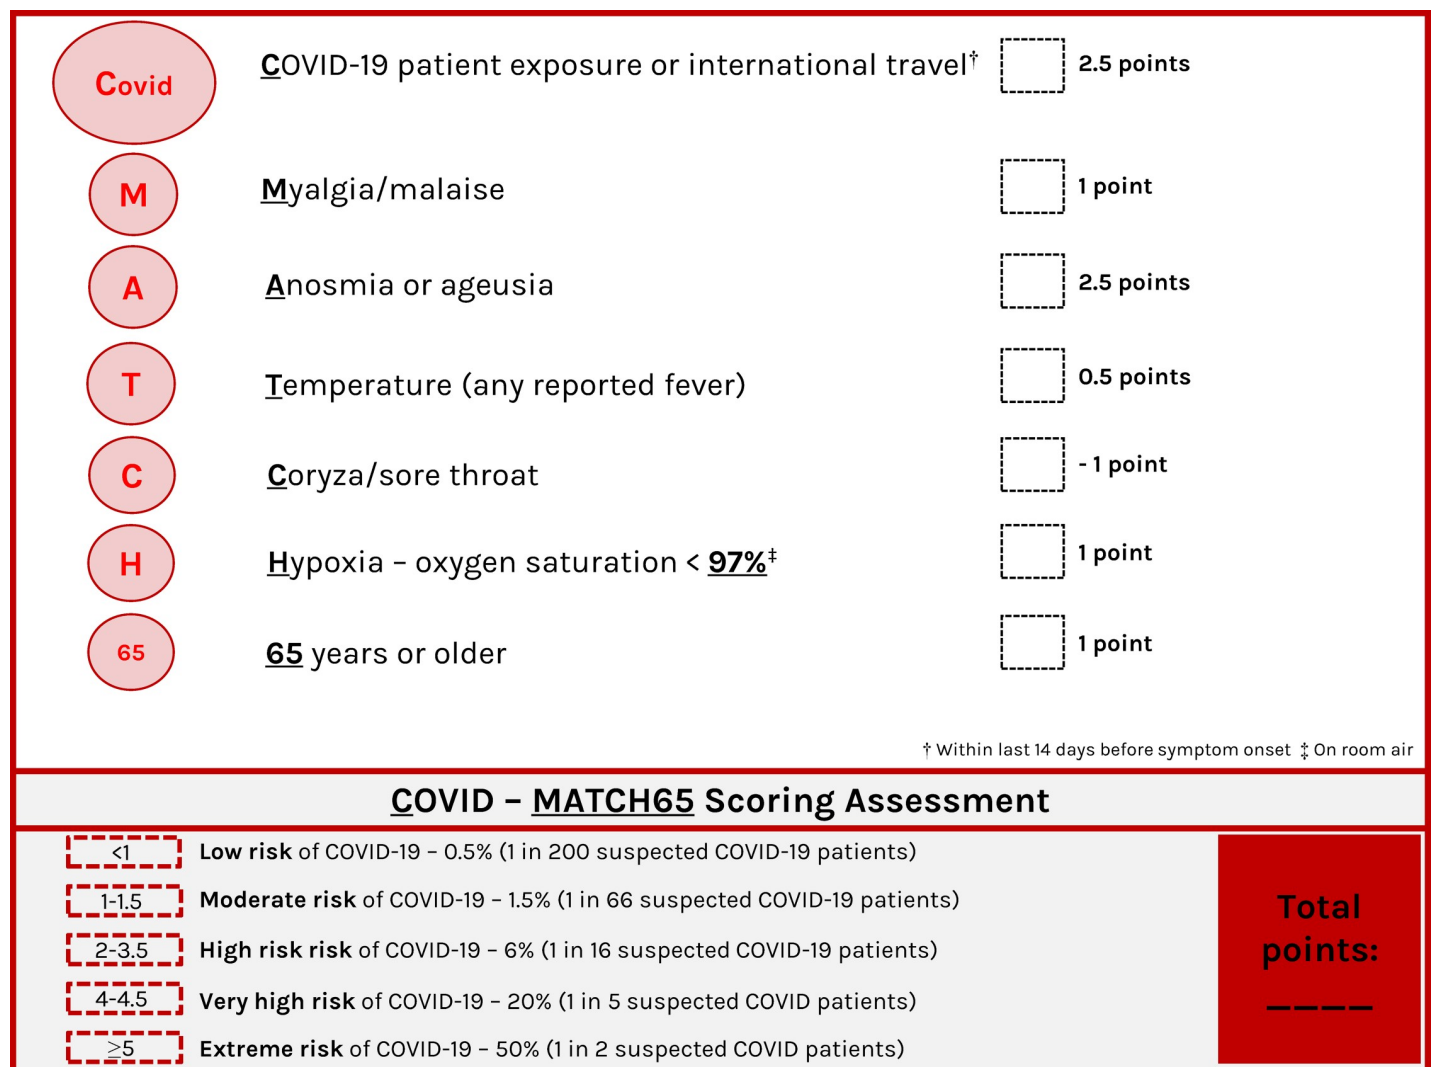 Covid COVID-19 patient exposure or international travel† 2.5 points
M Myalgia/malaise 1 point
A Anosmia or ageusia 2.5 points
T Temperature (any reported fever) 0.5 points
C Coryza/sore throat - 1 point
H Hypoxia – oxygen saturation < 97%‡ 1 point
65 65 years or older 1 point
† Within last 14 days before symptom onset ‡ On room air
COVID – MATCH65 Scoring Assessment
<1 Low risk of COVID-19 – 0.5% (1 in 200 suspected COVID-19 patients)
1-1.5 Moderate risk of COVID-19 – 1.5% (1 in 66 suspected COVID-19 patients)
2-3.5 High risk risk of COVID-19 – 6% (1 in 16 suspected COVID-19 patients)
4-4.5 Very high risk of COVID-19 – 20% (1 in 5 suspected COVID patients)
≥5 Extreme risk of COVID-19 – 50% (1 in 2 suspected COVID patients)
Total
points:
____